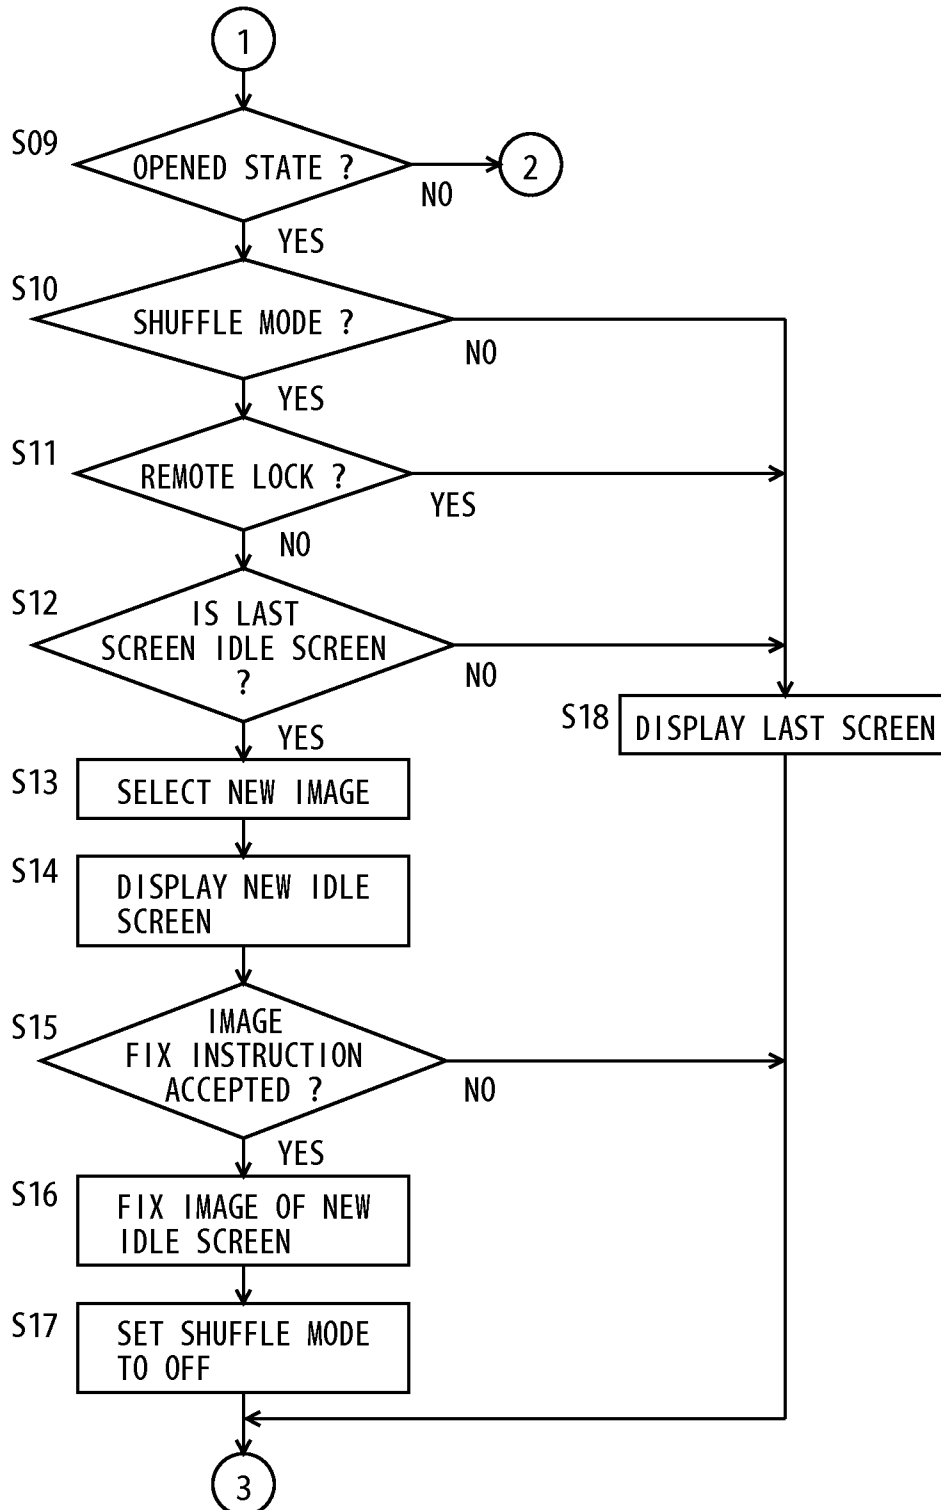 1
S09
OPENED STATE ?
2
NO
YES
S10
SHUFFLE MODE ?
NO
YES
S11
REMOTE LOCK ?
YES
NO
S12
IS LAST
SCREEN IDLE SCREEN
?
NO
YES
S18
DISPLAY LAST SCREEN
S13
SELECT NEW IMAGE
S14
DISPLAY NEW IDLE
SCREEN
S15
IMAGE
FIX INSTRUCTION
ACCEPTED ?
NO
YES
S16
FIX IMAGE OF NEW
IDLE SCREEN
S17
SET SHUFFLE MODE
TO OFF
3